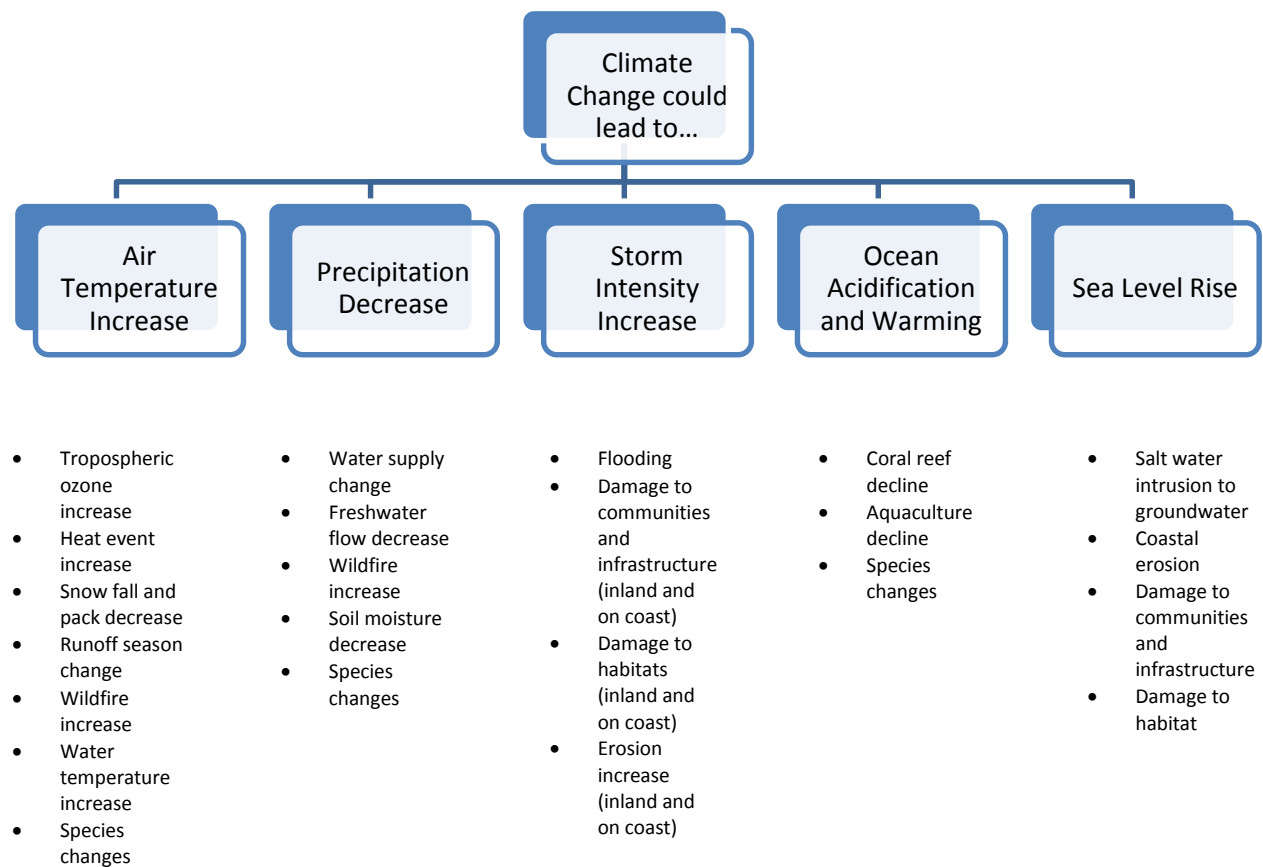 Climate
Change could
lead to…
Air
Temperature
Increase
Precipitation
Decrease
Storm
Intensity
Increase
Ocean
Acidification
and Warming
Sea Level Rise
• Tropospheric
ozone
increase
• Heat event
increase
• Snow fall and
pack decrease
• Runoff season
change
• Wildfire
increase
• Water
temperature
increase
• Species
changes
• Water supply
change
• Freshwater
flow decrease
• Wildfire
increase
• Soil moisture
decrease
• Species
changes
• Flooding
• Damage to
communities
and
infrastructure
(inland and
on coast)
• Damage to
habitats
(inland and
on coast)
• Erosion
increase
(inland and
on coast)
• Coral reef
decline
• Aquaculture
decline
• Species
changes
• Salt water
intrusion to
groundwater
• Coastal
erosion
• Damage to
communities
and
infrastructure
• Damage to
habitat